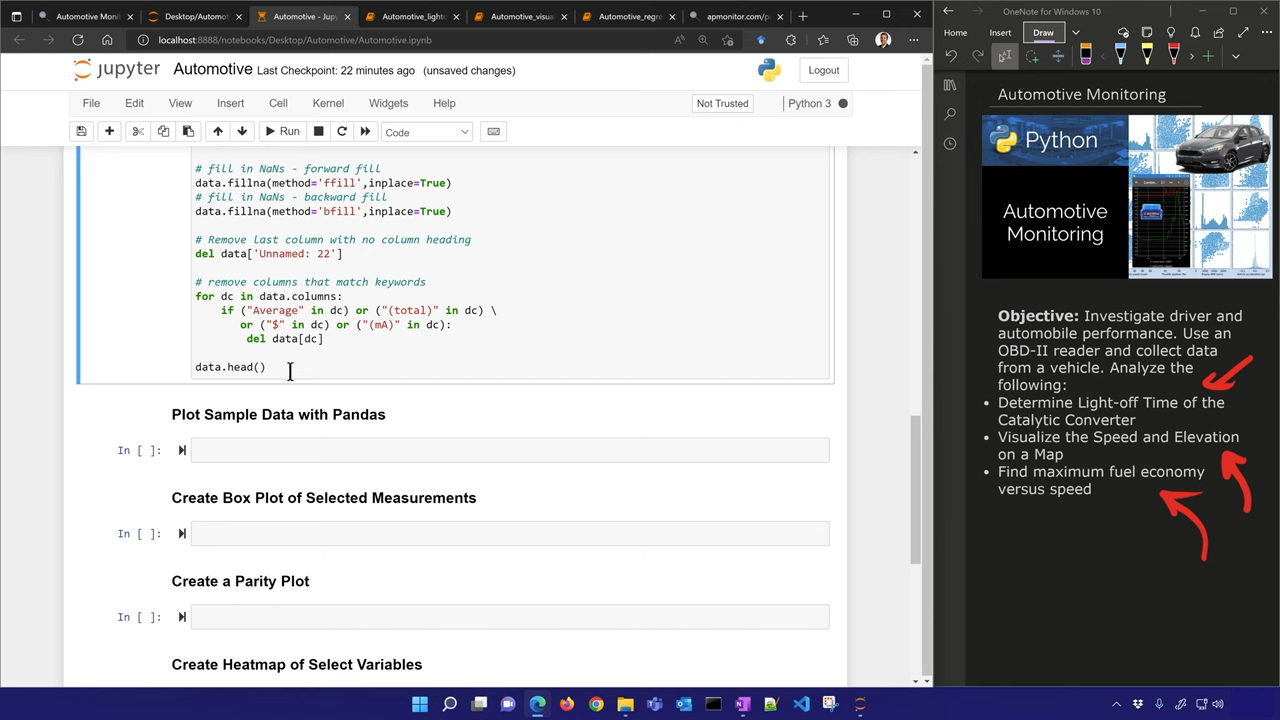 Automotive Monit
Desktop/Automot
Automotive - Jup
Automotive_lighto
Automotive_visual
Automotive_regre
apmonitor.com/p
localhost:8888/notebooks/Desktop/Automotive/Automotive.ipynb
jupyter Automotive Last Checkpoint: 22 minutes ago (unsaved changes)
Logout
File Edit View Insert Cell Kernel Widgets Help
Not Trusted
Python 3
Run
Code
# fill in NaNs - forward fill
data.fillna(method='ffill',inplace=True)
# fill in NaNs - backward fill
data.fillna(method='bfill',inplace=True)
# Remove last column with no column heading
del data['Unnamed: 22']
# remove columns that match keywords
for dc in data.columns:
if ("Average" in dc) or ("(total)" in dc) \
or ("$" in dc) or ("(mA)" in dc):
del data[dc]
data.head()
Plot Sample Data with Pandas
In [ ]:
Create Box Plot of Selected Measurements
In [ ]:
Create a Parity Plot
In [ ]:
Create Heatmap of Select Variables
OneNote for Windows 10
Home Insert Draw
Automotive Monitoring
Python
Automotive
Monitoring
Objective: Investigate driver and
automobile performance. Use an
OBD-II reader and collect data
from a vehicle. Analyze the
following:
• Determine Light-off Time of the
Catalytic Converter
• Visualize the Speed and Elevation
on a Map
• Find maximum fuel economy
versus speed